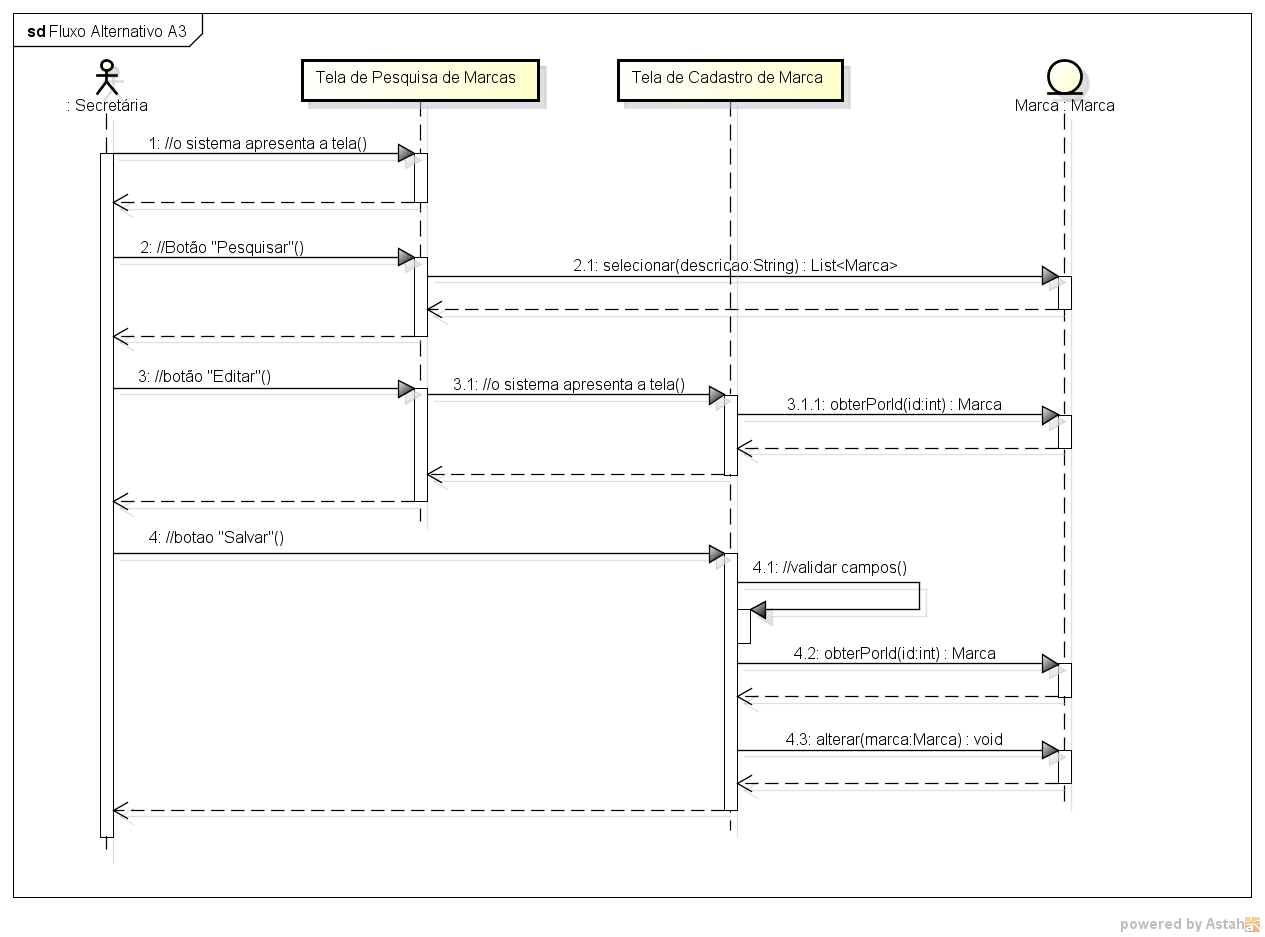 sd Fluxo Alternativo A3
Tela de Pesquisa de Marcas
Tela de Cadastro de Marca
: Secretária
Marca : Marca
1: //o sistema apresenta a tela()
2: //Botão "Pesquisar"()
2.1: selecionar(descricao:String) : List<Marca>
3: //botão "Editar"()
3.1: //o sistema apresenta a tela()
3.1.1: obterPorId(id:int) : Marca
4: //botao "Salvar"()
4.1: //validar campos()
4.2: obterPorId(id:int) : Marca
4.3: alterar(marca:Marca) : void
powered by Astah